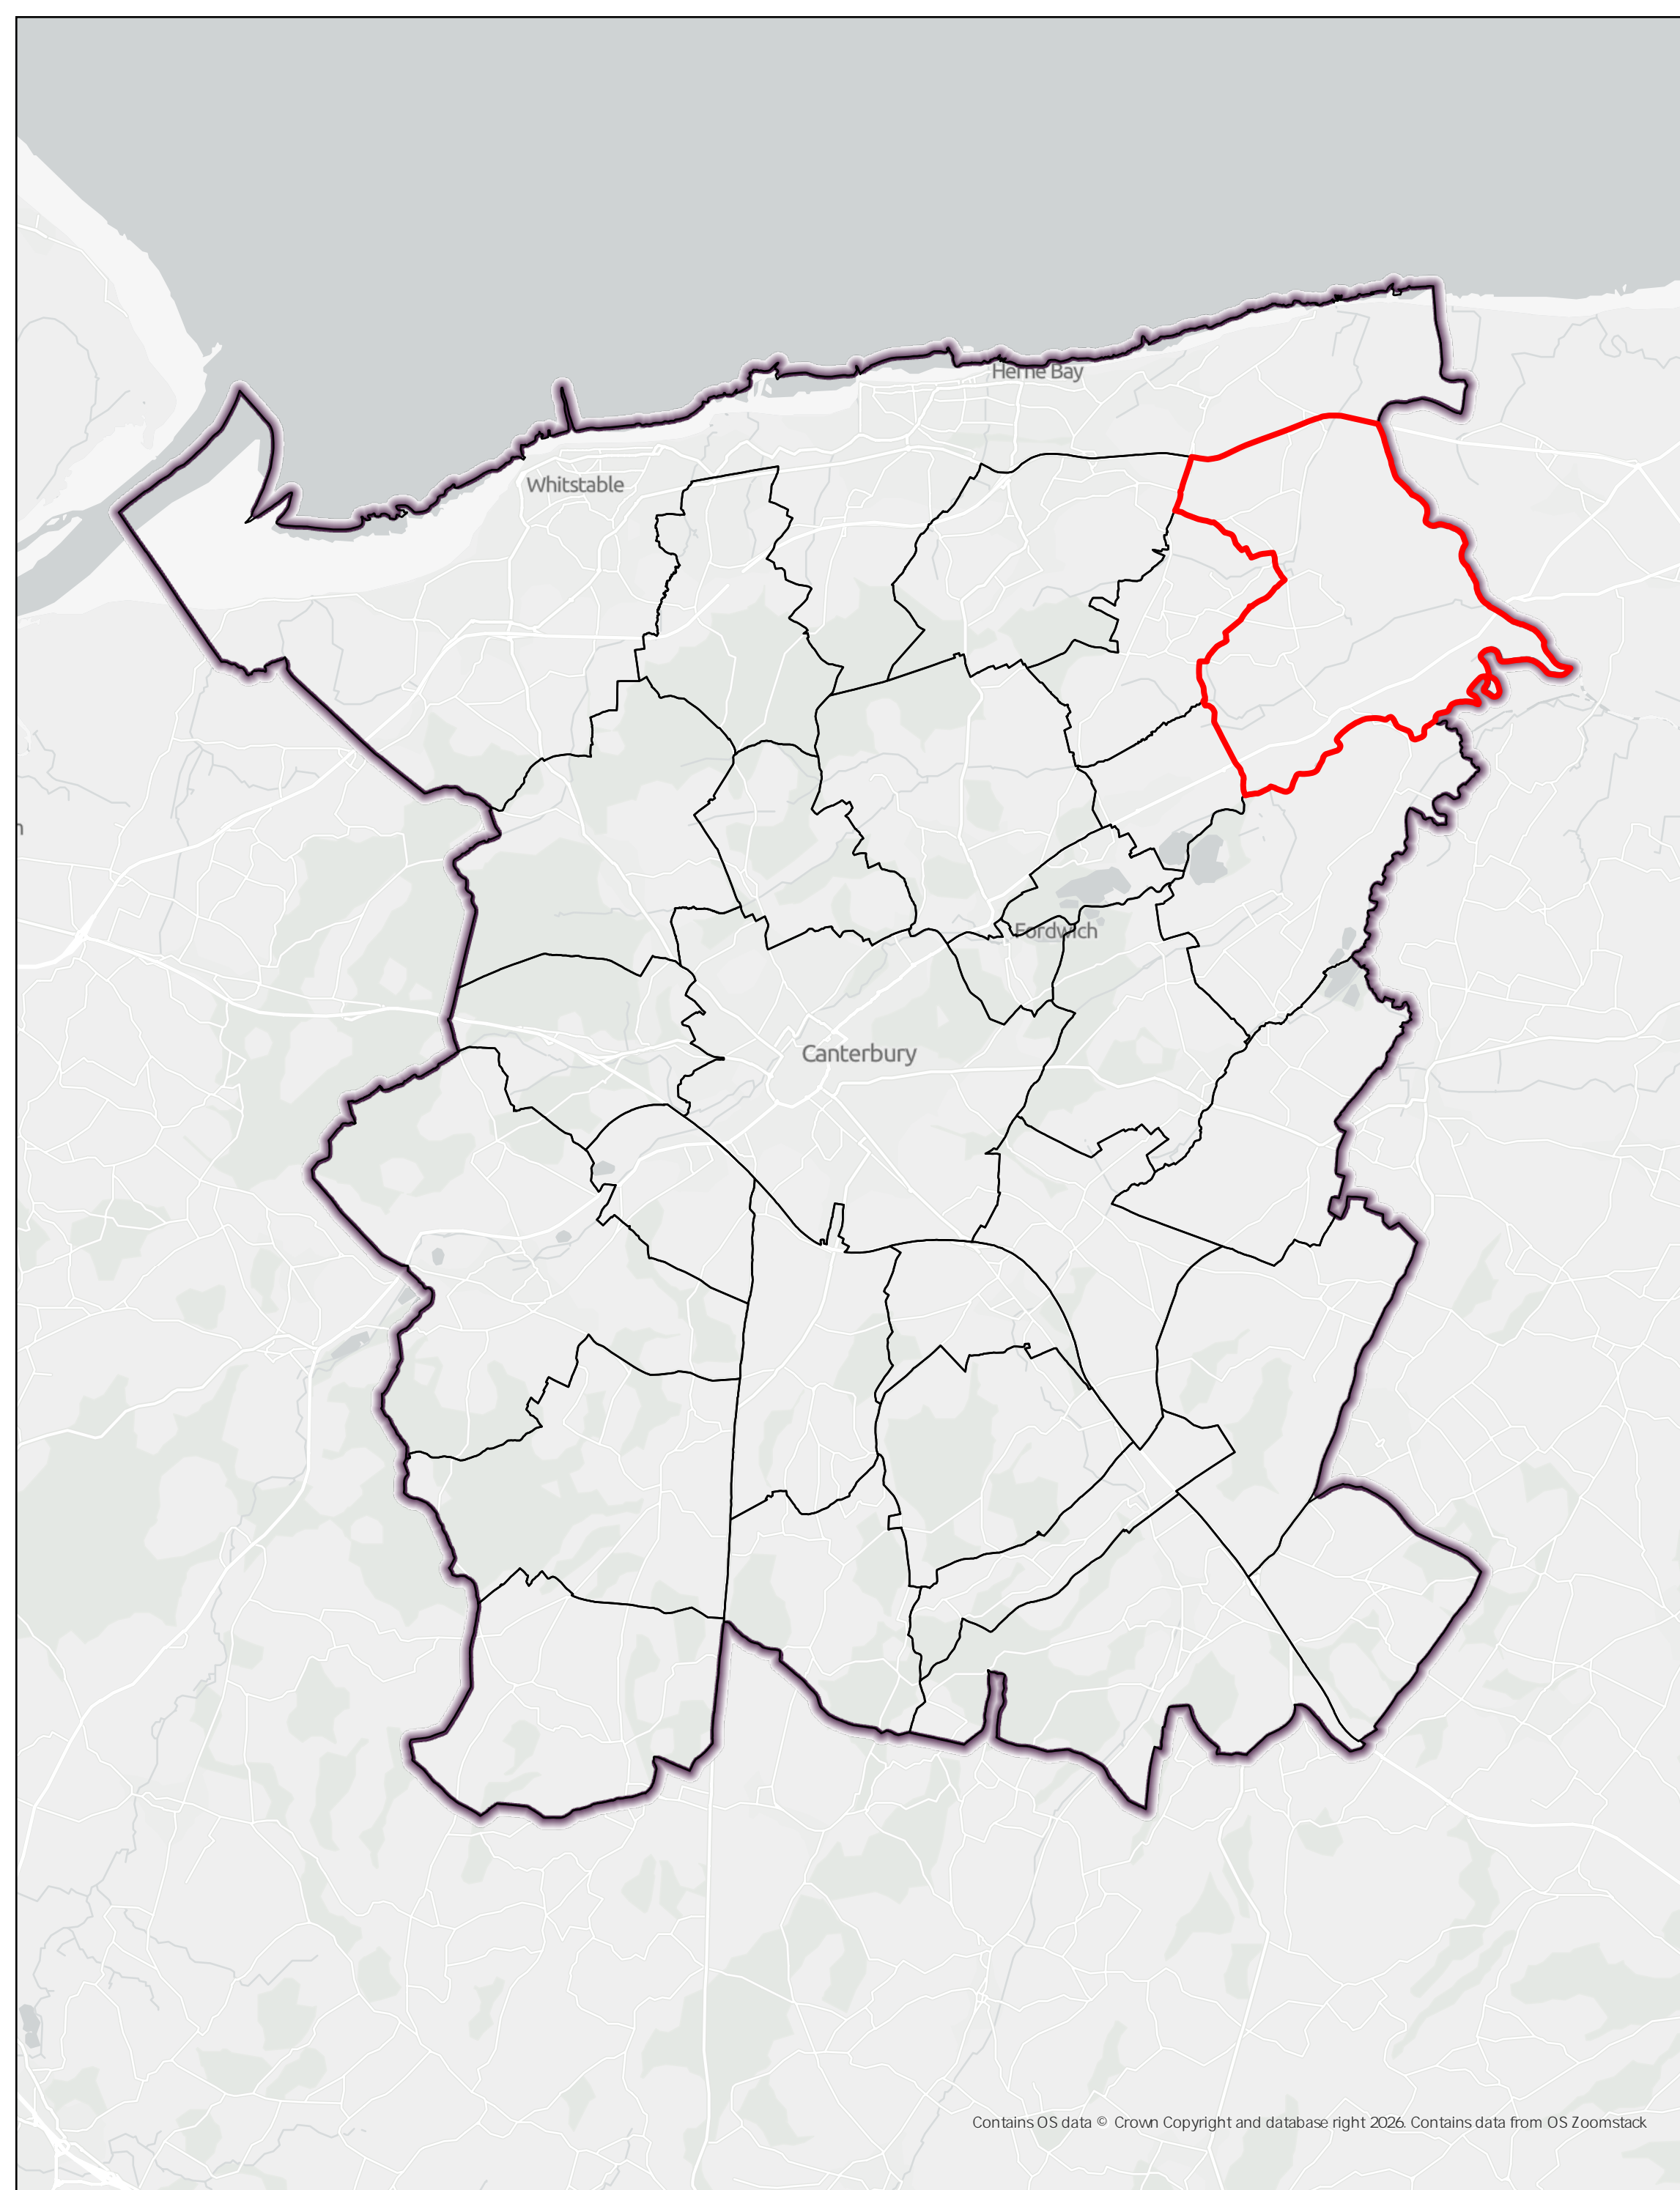 Herne Bay
Whitstable
Fordwich
Canterbury
Contains OS data © Crown Copyright and database right 2026. Contains data from OS Zoomstack